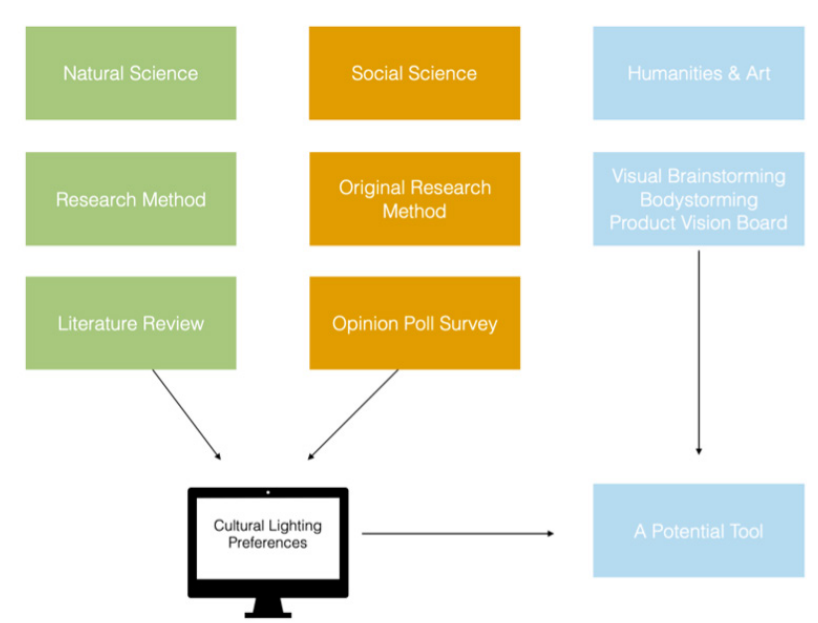 Natural Science
Social Science
Humanities & Art
Research Method
Original Research
Method
Visual Brainstorming
Bodystorming
Product Vision Board
Literature Review
Opinion Poll Survey
Cultural Lighting
Preferences
A Potential Tool